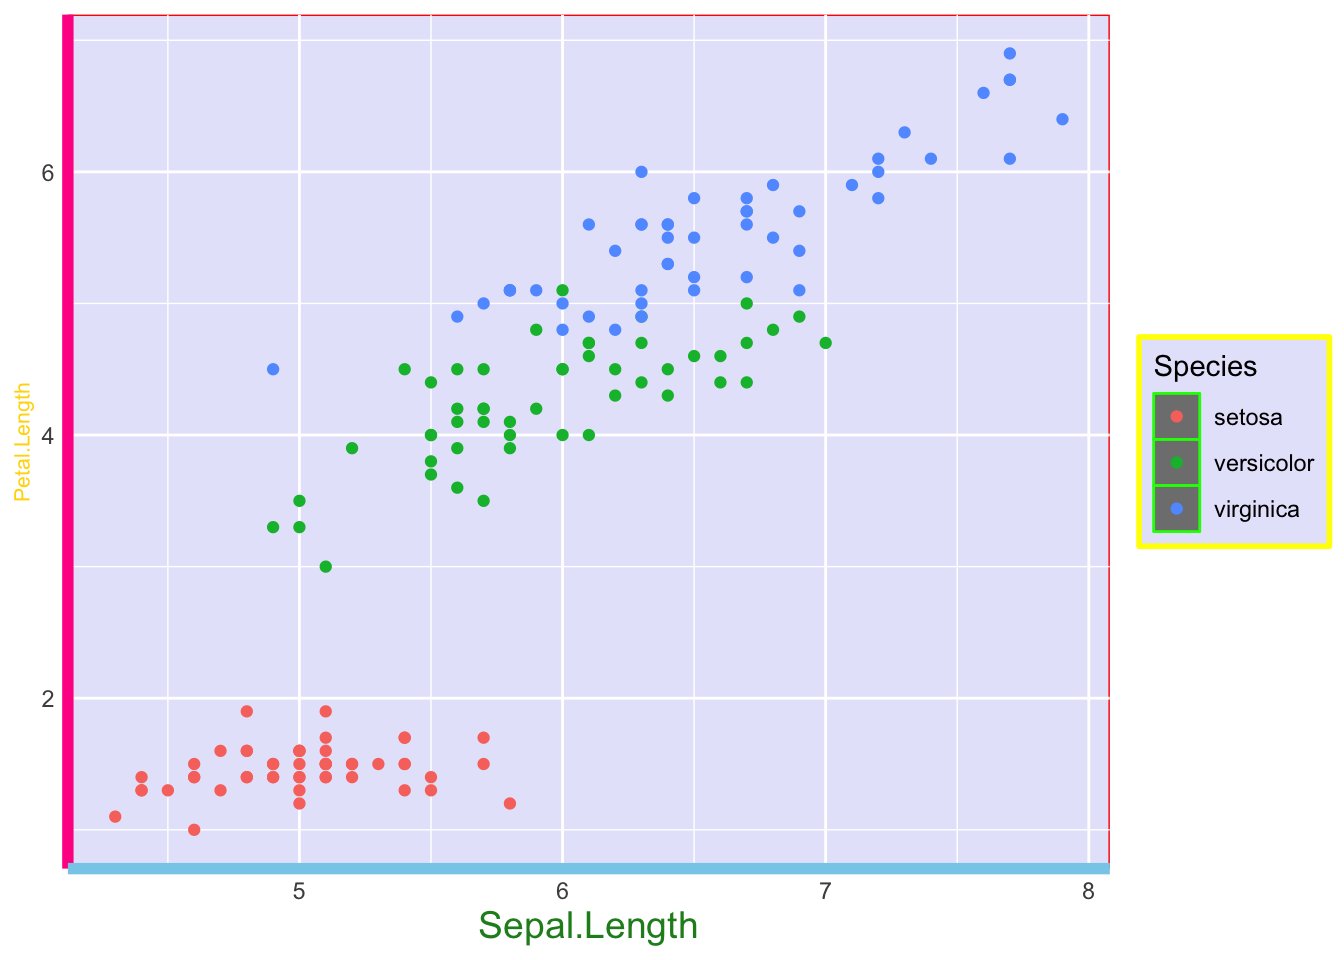 6
4
2
Petal.Length
5 6 7 8
Sepal.Length
Species
setosa
versicolor
virginica